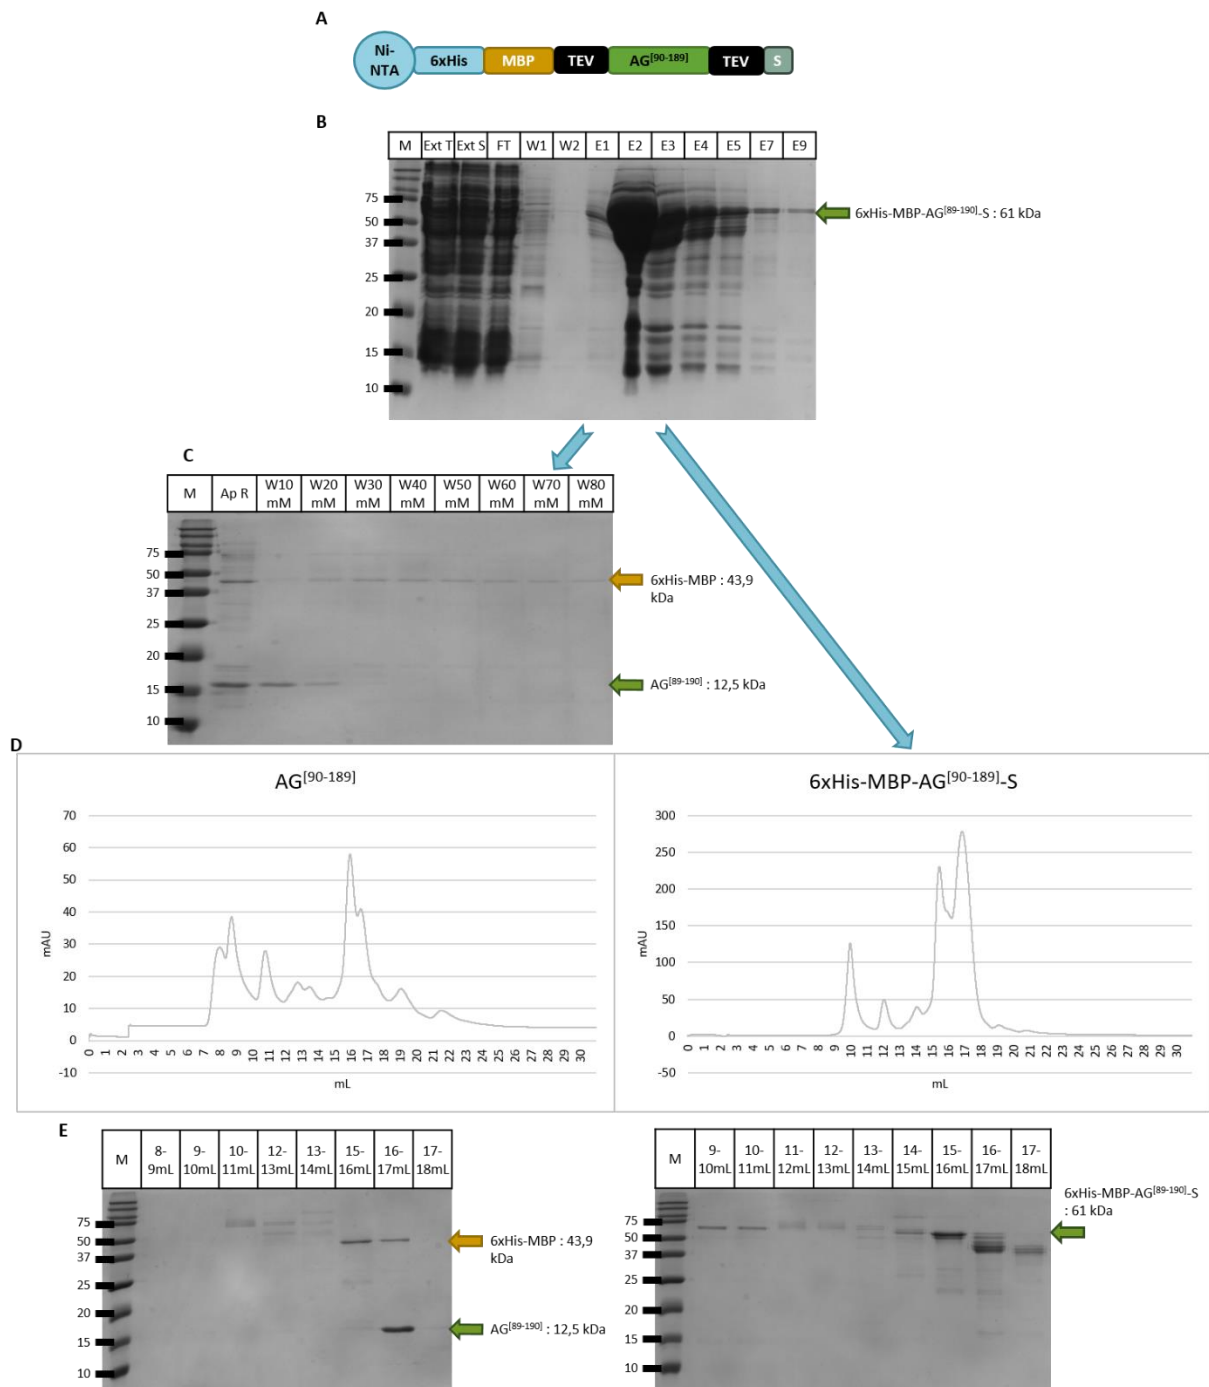 A
Ni-
NTA
6xHis
MBP
TEV
AG[90-189]
TEV
S
B
M Ext T Ext S FT W1 W2 E1 E2 E3 E4 E5 E7 E9
75
50
37
25
20
15
10
6xHis-MBP-AG[89-190]-S : 61 kDa
C
M Ap R W10 mM W20 mM W30 mM W40 mM W50 mM W60 mM W70 mM W80 mM
75
50
37
25
20
15
10
6xHis-MBP : 43,9
kDa
AG[89-190] : 12,5 kDa
D
AG[90-189]
70
60
50
40
30
20
10
0
-10
mAU
0 1 2 3 4 5 6 7 8 9 10 11 12 13 14 15 16 17 18 19 20 21 22 23 24 25 26 27 28 29 30
mL
6xHis-MBP-AG[90-189]-S
300
250
200
150
100
50
0
-50
mAU
0 1 2 3 4 5 6 7 8 9 10 11 12 13 14 15 16 17 18 19 20 21 22 23 24 25 26 27 28 29 30
mL
E
M 8-9mL 9-10mL 10-11mL 12-13mL 13-14mL 15-16mL 16-17mL 17-18mL
75
50
37
25
20
15
10
6xHis-MBP : 43,9
kDa
AG[89-190] : 12,5 kDa
M 9-10mL 10-11mL 11-12mL 12-13mL 13-14mL 14-15mL 15-16mL 16-17mL 17-18mL
75
50
37
25
20
15
10
6xHis-MBP-AG[89-190]-S
: 61 kDa